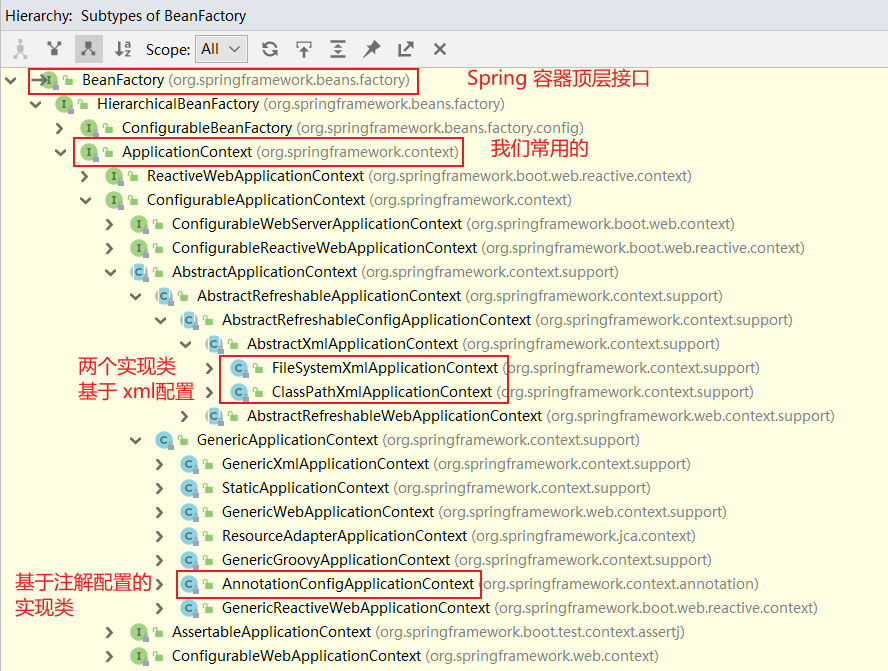 Hierarchy: Subtypes of BeanFactory
Scope: All
BeanFactory (org.springframework.beans.factory) Spring 容器顶层接口
HierarchicalBeanFactory (org.springframework.beans.factory)
ConfigurableBeanFactory (org.springframework.beans.factory.config)
ApplicationContext (org.springframework.context) 我们常用的
ReactiveWebApplicationContext (org.springframework.boot.web.reactive.context)
ConfigurableApplicationContext (org.springframework.context)
ConfigurableWebServerApplicationContext (org.springframework.boot.web.context)
ConfigurableReactiveWebApplicationContext (org.springframework.boot.web.reactive.context)
AbstractApplicationContext (org.springframework.context.support)
AbstractRefreshableApplicationContext (org.springframework.context.support)
AbstractRefreshableConfigApplicationContext (org.springframework.context.support)
AbstractXmlApplicationContext (org.springframework.context.support)
两个实现类 FileSystemXmlApplicationContext (org.springframework.context.support)
基于 xml配置 ClassPathXmlApplicationContext (org.springframework.context.support)
AbstractRefreshableWebApplicationContext (org.springframework.web.context.support)
GenericApplicationContext (org.springframework.context.support)
GenericXmlApplicationContext (org.springframework.context.support)
StaticApplicationContext (org.springframework.context.support)
GenericWebApplicationContext (org.springframework.web.context.support)
ResourceAdapterApplicationContext (org.springframework.jca.context)
GenericGroovyApplicationContext (org.springframework.context.support)
基于注解配置的 AnnotationConfigApplicationContext (org.springframework.context.annotation)
实现类 GenericReactiveWebApplicationContext (org.springframework.boot.web.reactive.context)
AssertableApplicationContext (org.springframework.boot.test.context.assertj)
ConfigurableWebApplicationContext (org.springframework.web.context)